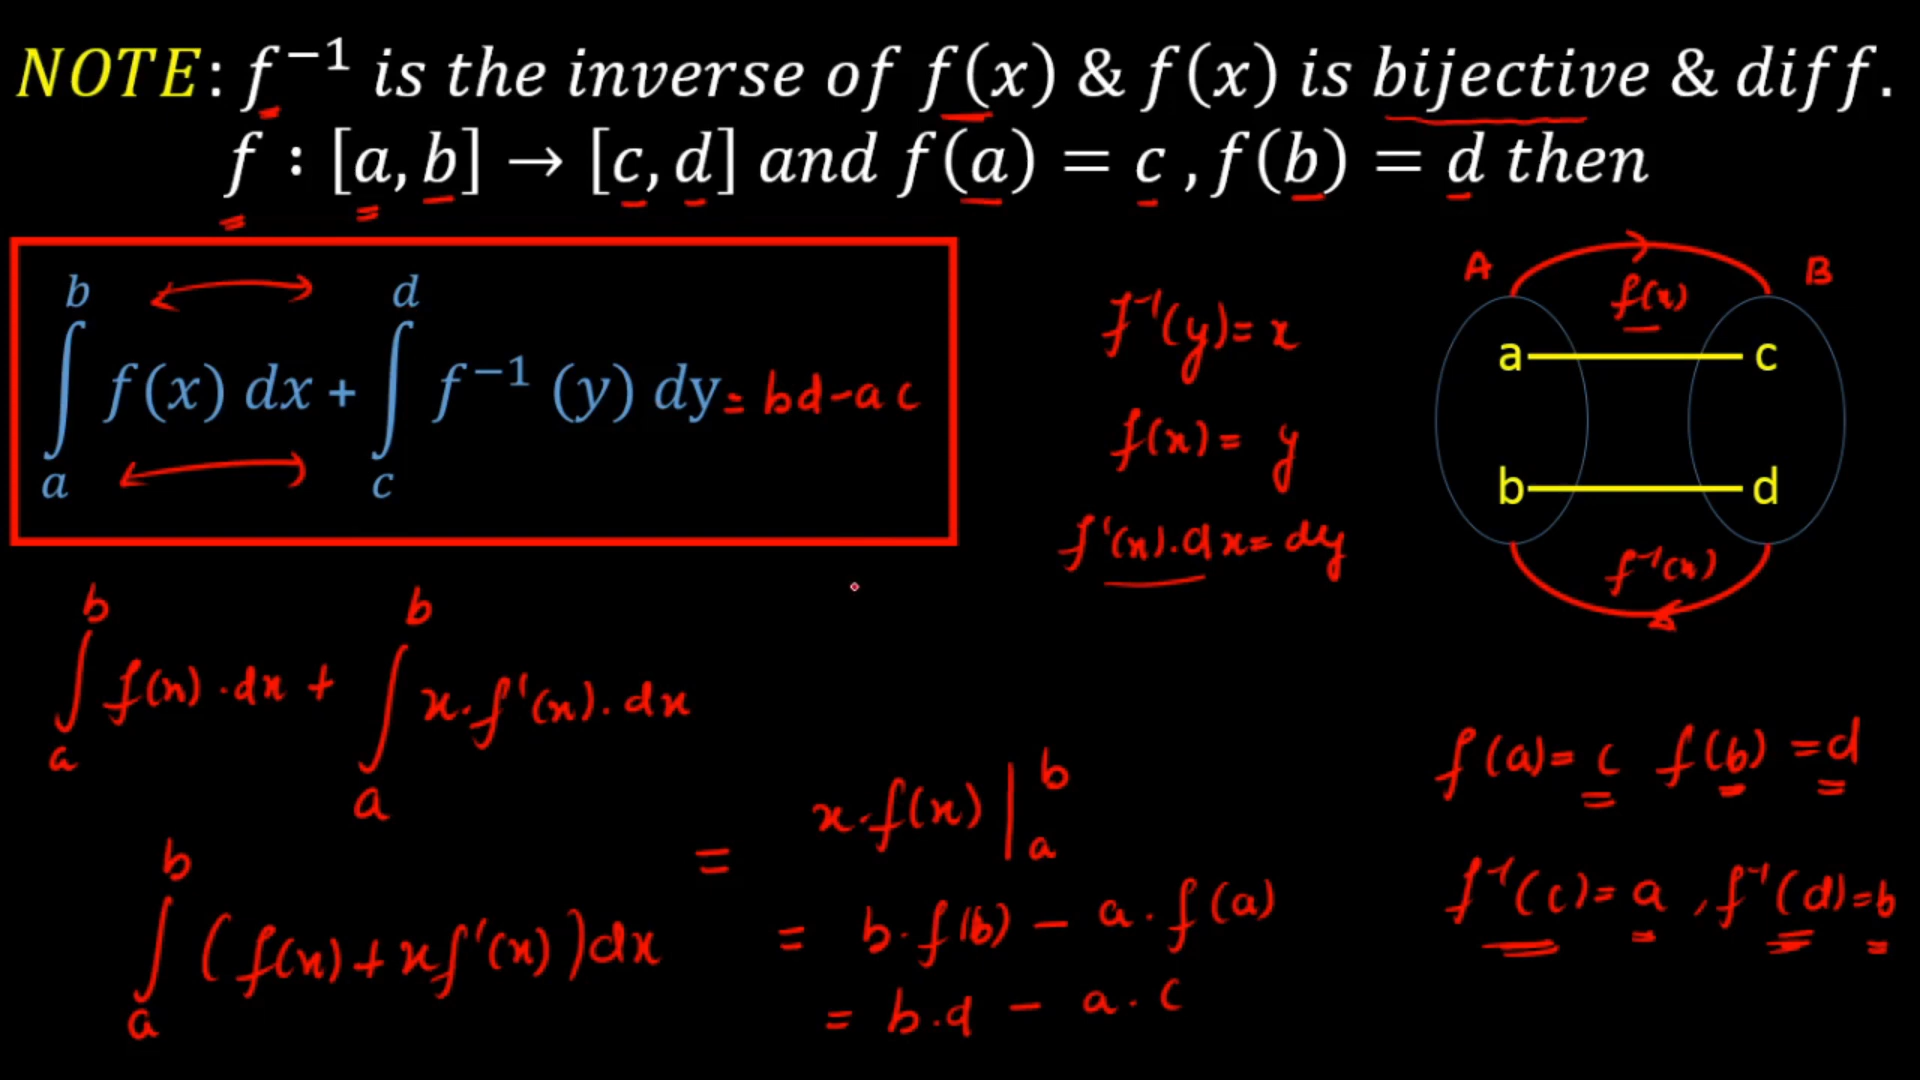 NOTE: f⁻¹ is the inverse of f(x) & f(x) is bijective & diff.
f : [a, b] → [c, d] and f(a) = c , f(b) = d then
∫ₐᵇ f(x) dx + ∫꜀ᵈ f⁻¹ (y) dy = bd - ac
f⁻¹(y) = x
f(x) = y
f'(x).dx = dy
A f(x) B
a c
b d
f⁻¹(x)
∫ₐᵇ f(x).dx + ∫ₐᵇ x.f'(x).dx
∫ₐᵇ (f(x) + xf'(x))dx = x.f(x) |ₐᵇ
= b.f(b) - a.f(a)
= b.d - a.c
f(a) = c f(b) = d
f⁻¹(c) = a , f⁻¹(d) = b